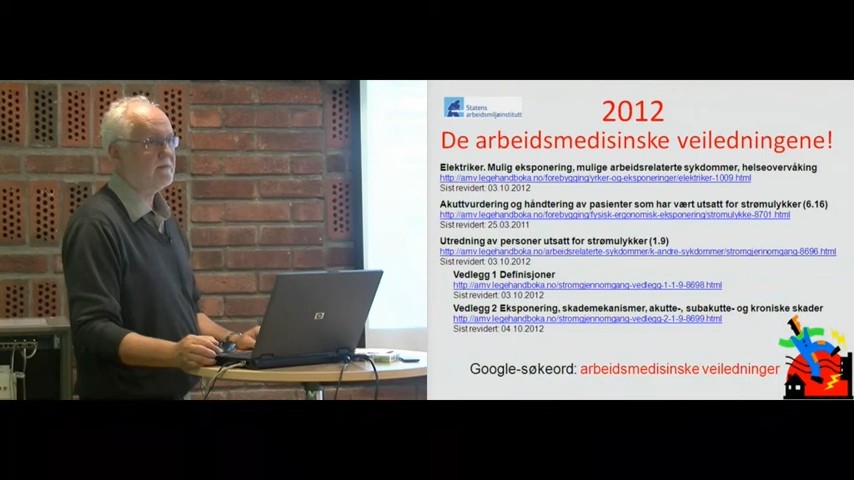 Statens
arbeidsmiljøinstitutt
2012
De arbeidsmedisinske veiledningene!
Elektriker. Mulig eksponering, mulige arbeidsrelaterte sykdommer, helseovervåking
http://amv.legehandboka.no/forebygging/yrker-og-eksponeringer/elektriker-1009.html
Sist revidert: 03.10.2012
Akuttvurdering og håndtering av pasienter som har vært utsatt for strømulykker (6.16)
http://amv.legehandboka.no/forebygging/fysisk-ergonomisk-eksponering/stromulykke-8701.html
Sist revidert: 25.03.2011
Utredning av personer utsatt for strømulykker (1.9)
http://amv.legehandboka.no/arbeidsrelaterte-sykdommer/k-andre-sykdommer/stromgjennomgang-8696.html
Sist revidert: 03.10.2012
Vedlegg 1 Definisjoner
http://amv.legehandboka.no/stromgjennomgang-vedlegg-1-1-9-8698.html
Sist revidert: 03.10.2012
Vedlegg 2 Eksponering, skademekanismer, akutte-, subakutte- og kroniske skader
http://amv.legehandboka.no/stromgjennomgang-vedlegg-2-1-9-8699.html
Sist revidert: 04.10.2012
Google-søkeord: arbeidsmedisinske veiledninger